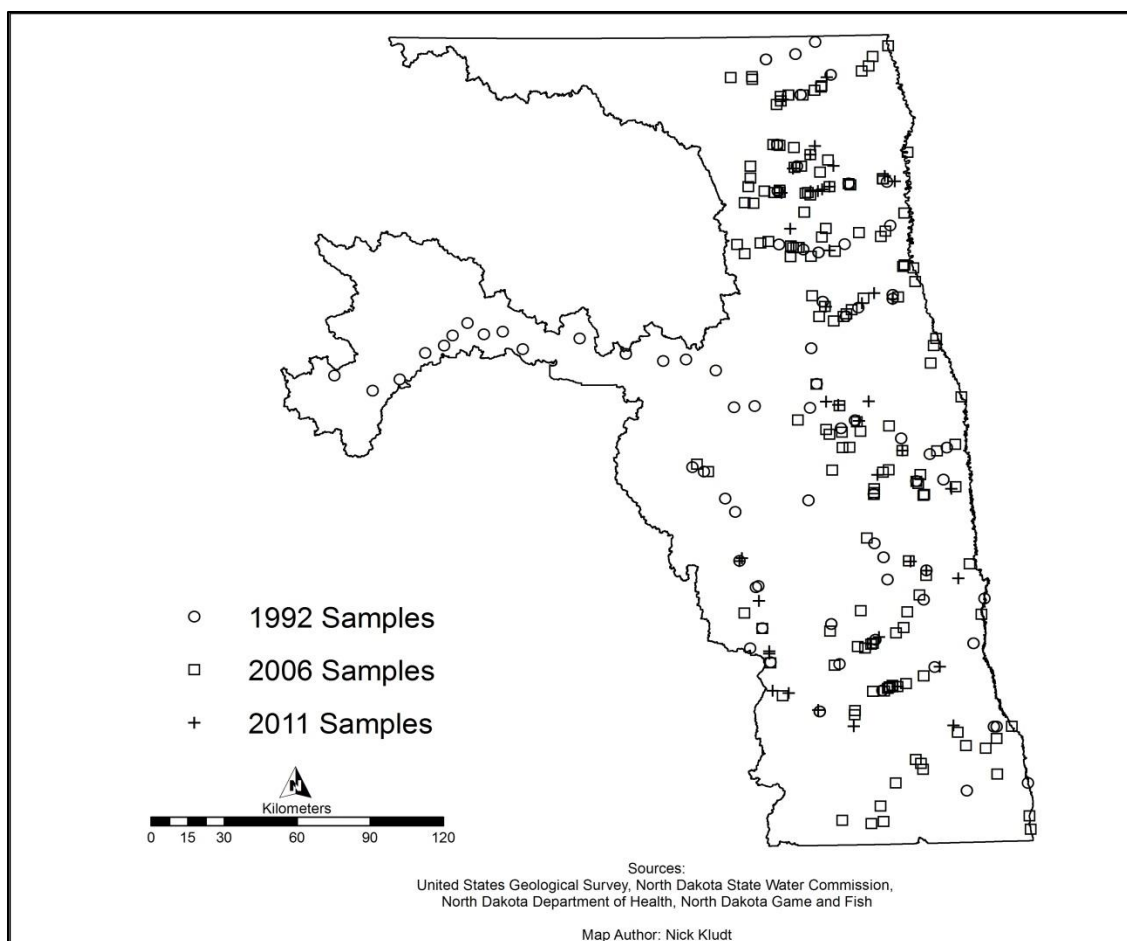 1992 Samples
2006 Samples
2011 Samples
N
Kilometers
0 15 30 60 90 120
Sources:
United States Geological Survey, North Dakota State Water Commission,
North Dakota Department of Health, North Dakota Game and Fish
Map Author: Nick Kludt